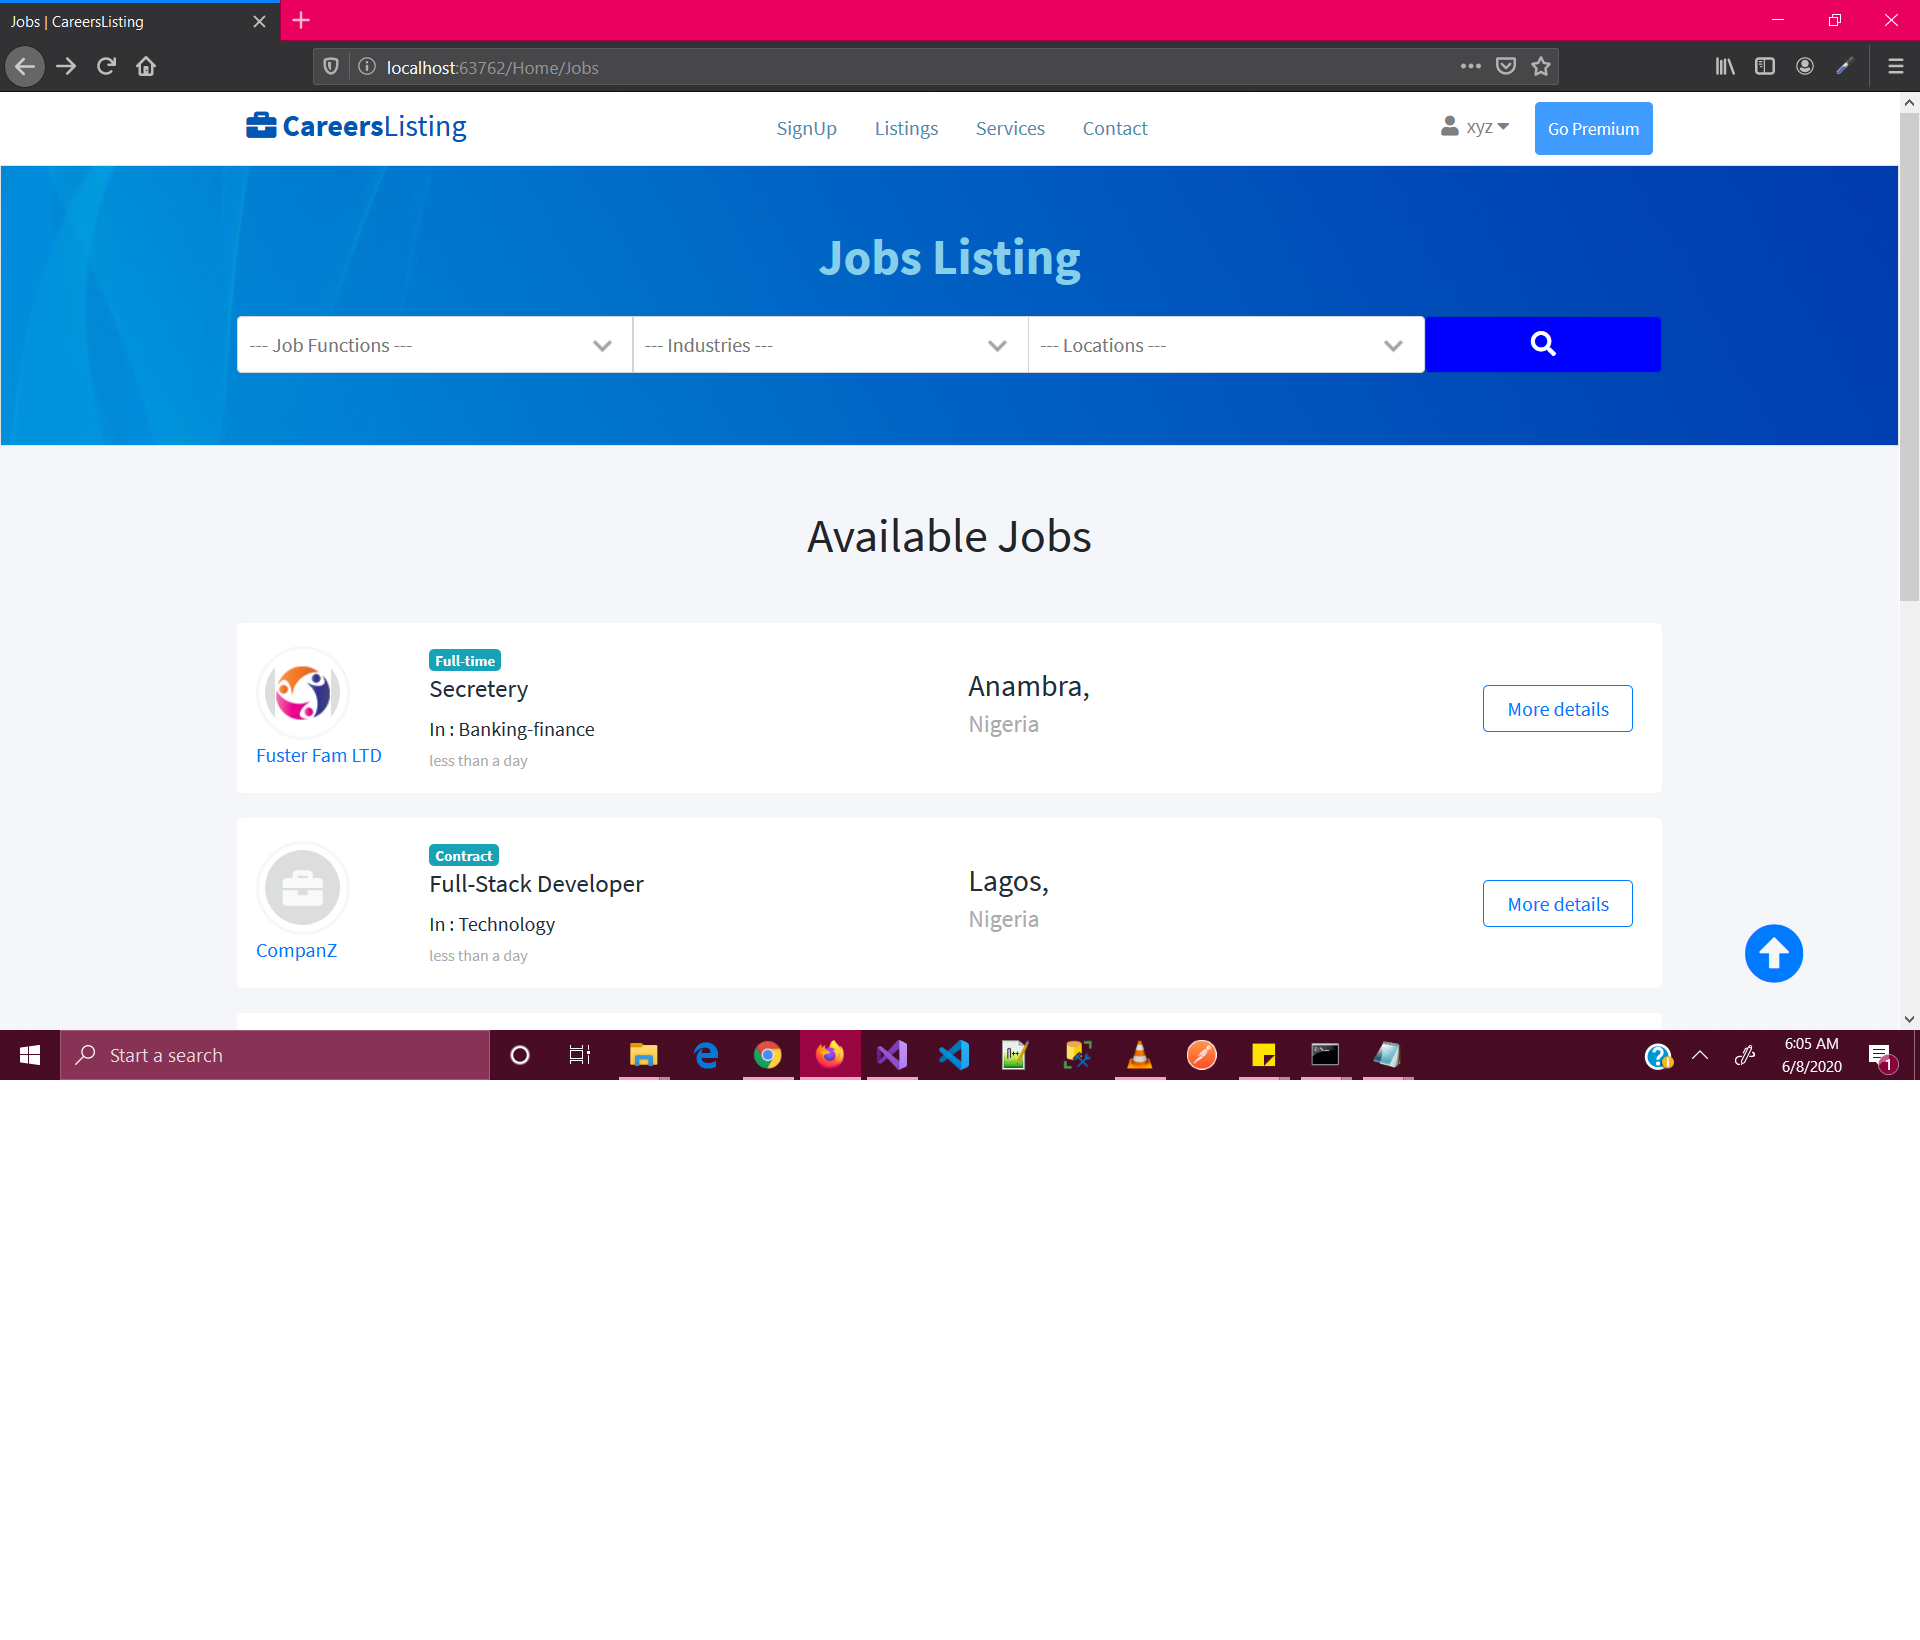 Jobs | CareersListing
localhost:63762/Home/Jobs
CareersListing
SignUp Listings Services Contact
xyz
Go Premium
Jobs Listing
--- Job Functions ---
--- Industries ---
--- Locations ---
Available Jobs
Full-time
Secretery
In : Banking-finance
less than a day
Fuster Fam LTD
Anambra,
Nigeria
More details
Contract
Full-Stack Developer
In : Technology
less than a day
CompanZ
Lagos,
Nigeria
More details
Start a search
6:05 AM
6/8/2020
1